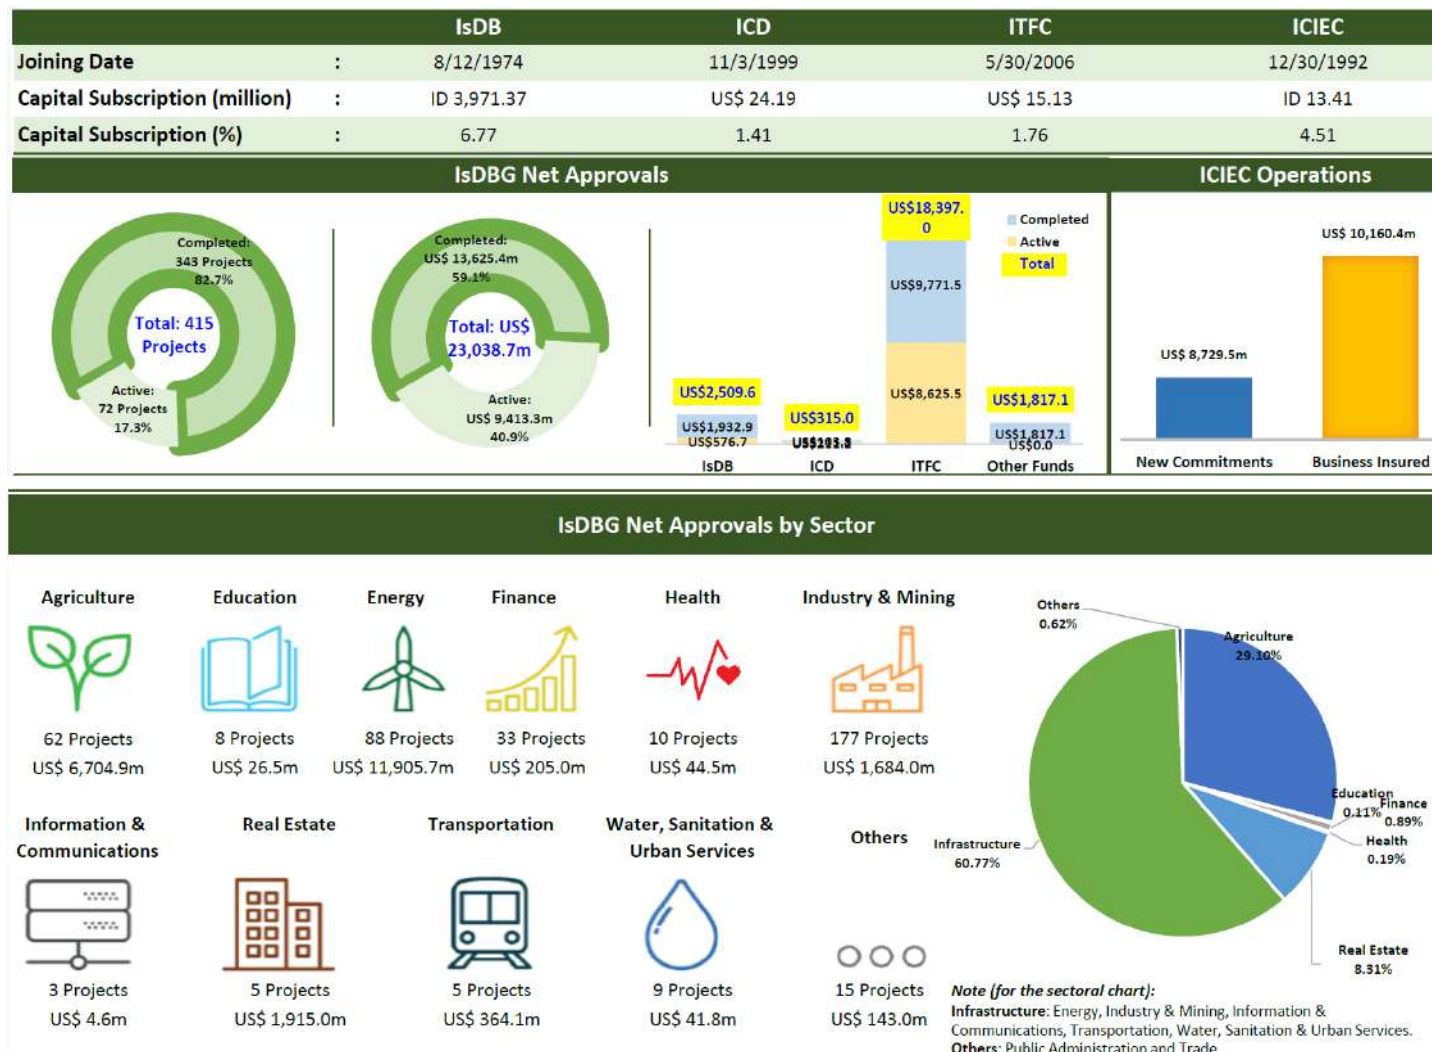 IsDB ICD ITFC ICIEC
Joining Date : 8/12/1974 11/3/1999 5/30/2006 12/30/1992
Capital Subscription (million) : ID 3,971.37 US$ 24.19 US$ 15.13 ID 13.41
Capital Subscription (%) : 6.77 1.41 1.76 4.51
IsDBG Net Approvals
Completed:
343 Projects
82.7%
Total: 415
Projects
Active:
72 Projects
17.3%
Completed:
US$ 13,625.4m
59.1%
Total: US$
23,038.7m
Active:
US$ 9,413.3m
40.9%
US$18,397.
0
Completed
Active
Total
US$9,771.5
US$8,625.5
US$2,509.6
US$1,932.9
US$576.7
US$315.0
US$1,817.1
US$1,817.1
US$0.0
IsDB ICD ITFC Other Funds
ICIEC Operations
US$ 10,160.4m
US$ 8,729.5m
New Commitments Business Insured
IsDBG Net Approvals by Sector
Agriculture Education Energy Finance Health Industry & Mining
62 Projects 8 Projects 88 Projects 33 Projects 10 Projects 177 Projects
US$ 6,704.9m US$ 26.5m US$ 11,905.7m US$ 205.0m US$ 44.5m US$ 1,684.0m
Information &
Communications
Real Estate
Transportation
Water, Sanitation &
Urban Services
Others
3 Projects 5 Projects 5 Projects 9 Projects 15 Projects
US$ 4.6m US$ 1,915.0m US$ 364.1m US$ 41.8m US$ 143.0m
Others
0.62%
Agriculture
29.10%
Education
0.11%
Finance
0.89%
Health
0.19%
Infrastructure
60.77%
Real Estate
8.31%
Note (for the sectoral chart):
Infrastructure: Energy, Industry & Mining, Information &
Communications, Transportation, Water, Sanitation & Urban Services.
Others: Public Administration and Trade